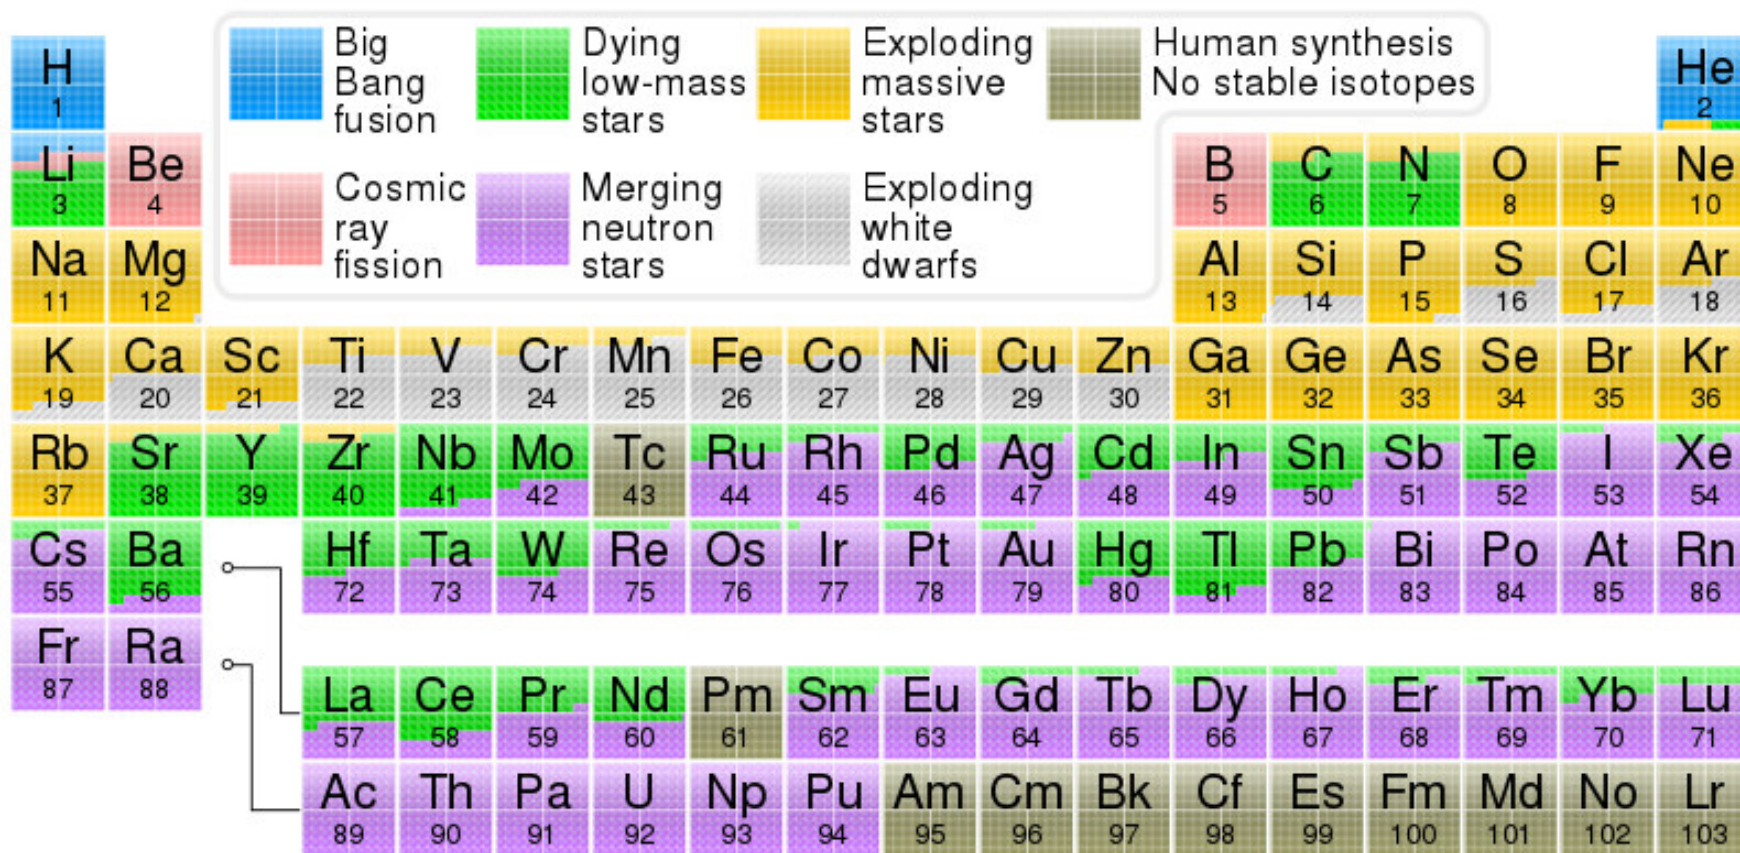 Big Bang fusion
Dying low-mass stars
Exploding massive stars
Human synthesis
No stable isotopes
Cosmic ray fission
Merging neutron stars
Exploding white dwarfs
H He
1 2
Li Be B C N O F Ne
3 4 5 6 7 8 9 10
Na Mg Al Si P S Cl Ar
11 12 13 14 15 16 17 18
K Ca Sc Ti V Cr Mn Fe Co Ni Cu Zn Ga Ge As Se Br Kr
19 20 21 22 23 24 25 26 27 28 29 30 31 32 33 34 35 36
Rb Sr Y Zr Nb Mo Tc Ru Rh Pd Ag Cd In Sn Sb Te I Xe
37 38 39 40 41 42 43 44 45 46 47 48 49 50 51 52 53 54
Cs Ba Hf Ta W Re Os Ir Pt Au Hg Tl Pb Bi Po At Rn
55 56 72 73 74 75 76 77 78 79 80 81 82 83 84 85 86
Fr Ra
87 88
La Ce Pr Nd Pm Sm Eu Gd Tb Dy Ho Er Tm Yb Lu
57 58 59 60 61 62 63 64 65 66 67 68 69 70 71
Ac Th Pa U Np Pu Am Cm Bk Cf Es Fm Md No Lr
89 90 91 92 93 94 95 96 97 98 99 100 101 102 103